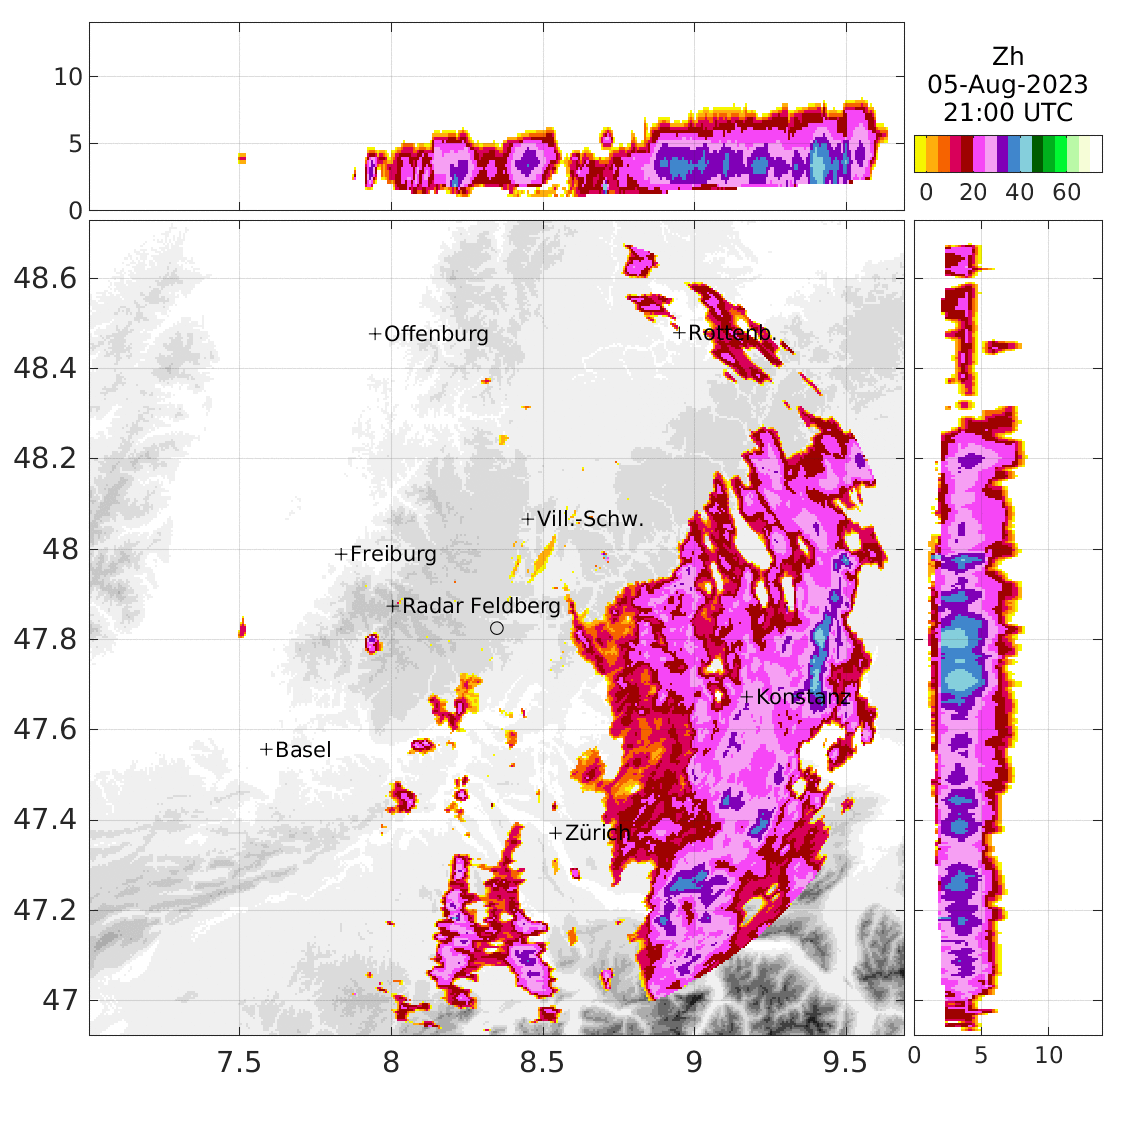 10
5
0
Zh
05-Aug-2023
21:00 UTC
0 20 40 60
48.6
48.4
48.2
48
47.8
47.6
47.4
47.2
47
Offenburg
Rottenb.
Vill.-Schw.
Freiburg
Radar Feldberg
Konstanz
Basel
Zürich
7.5 8 8.5 9 9.5
0 5 10